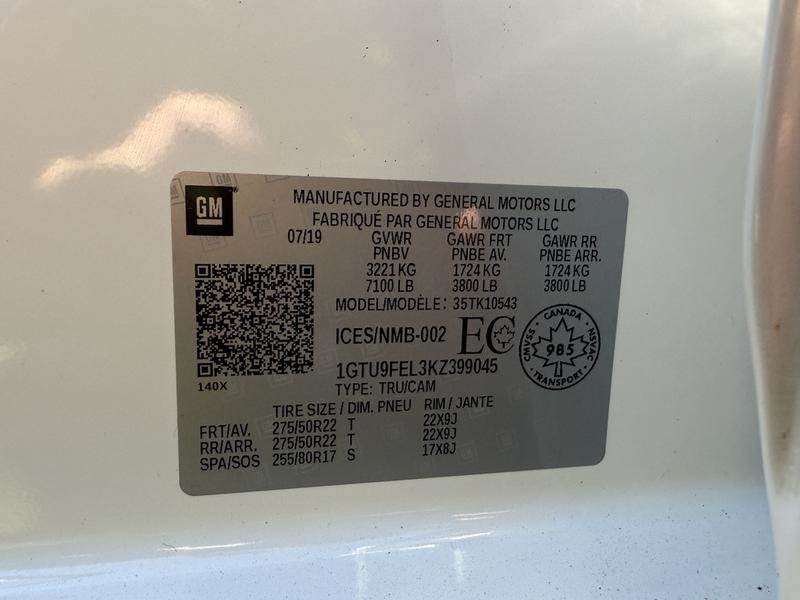 GM
MANUFACTURED BY GENERAL MOTORS LLC
FABRIQUÉ PAR GENERAL MOTORS LLC
07/19 GVWR GAWR FRT GAWR RR
PNBV PNBE AV. PNBE ARR.
3221 KG 1724 KG 1724 KG
7100 LB 3800 LB 3800 LB
MODEL/MODÈLE: 35TK10543
ICES/NMB-002 EC
CANADA
CMVSS 985 NSVAC
TRANSPORT
1GTU9FEL3KZ399045
140X
TYPE: TRU/CAM
TIRE SIZE / DIM. PNEU RIM / JANTE
FRT/AV. 275/50R22 T 22X9J
RR/ARR. 275/50R22 T 22X9J
SPA/SOS 255/80R17 S 17X8J